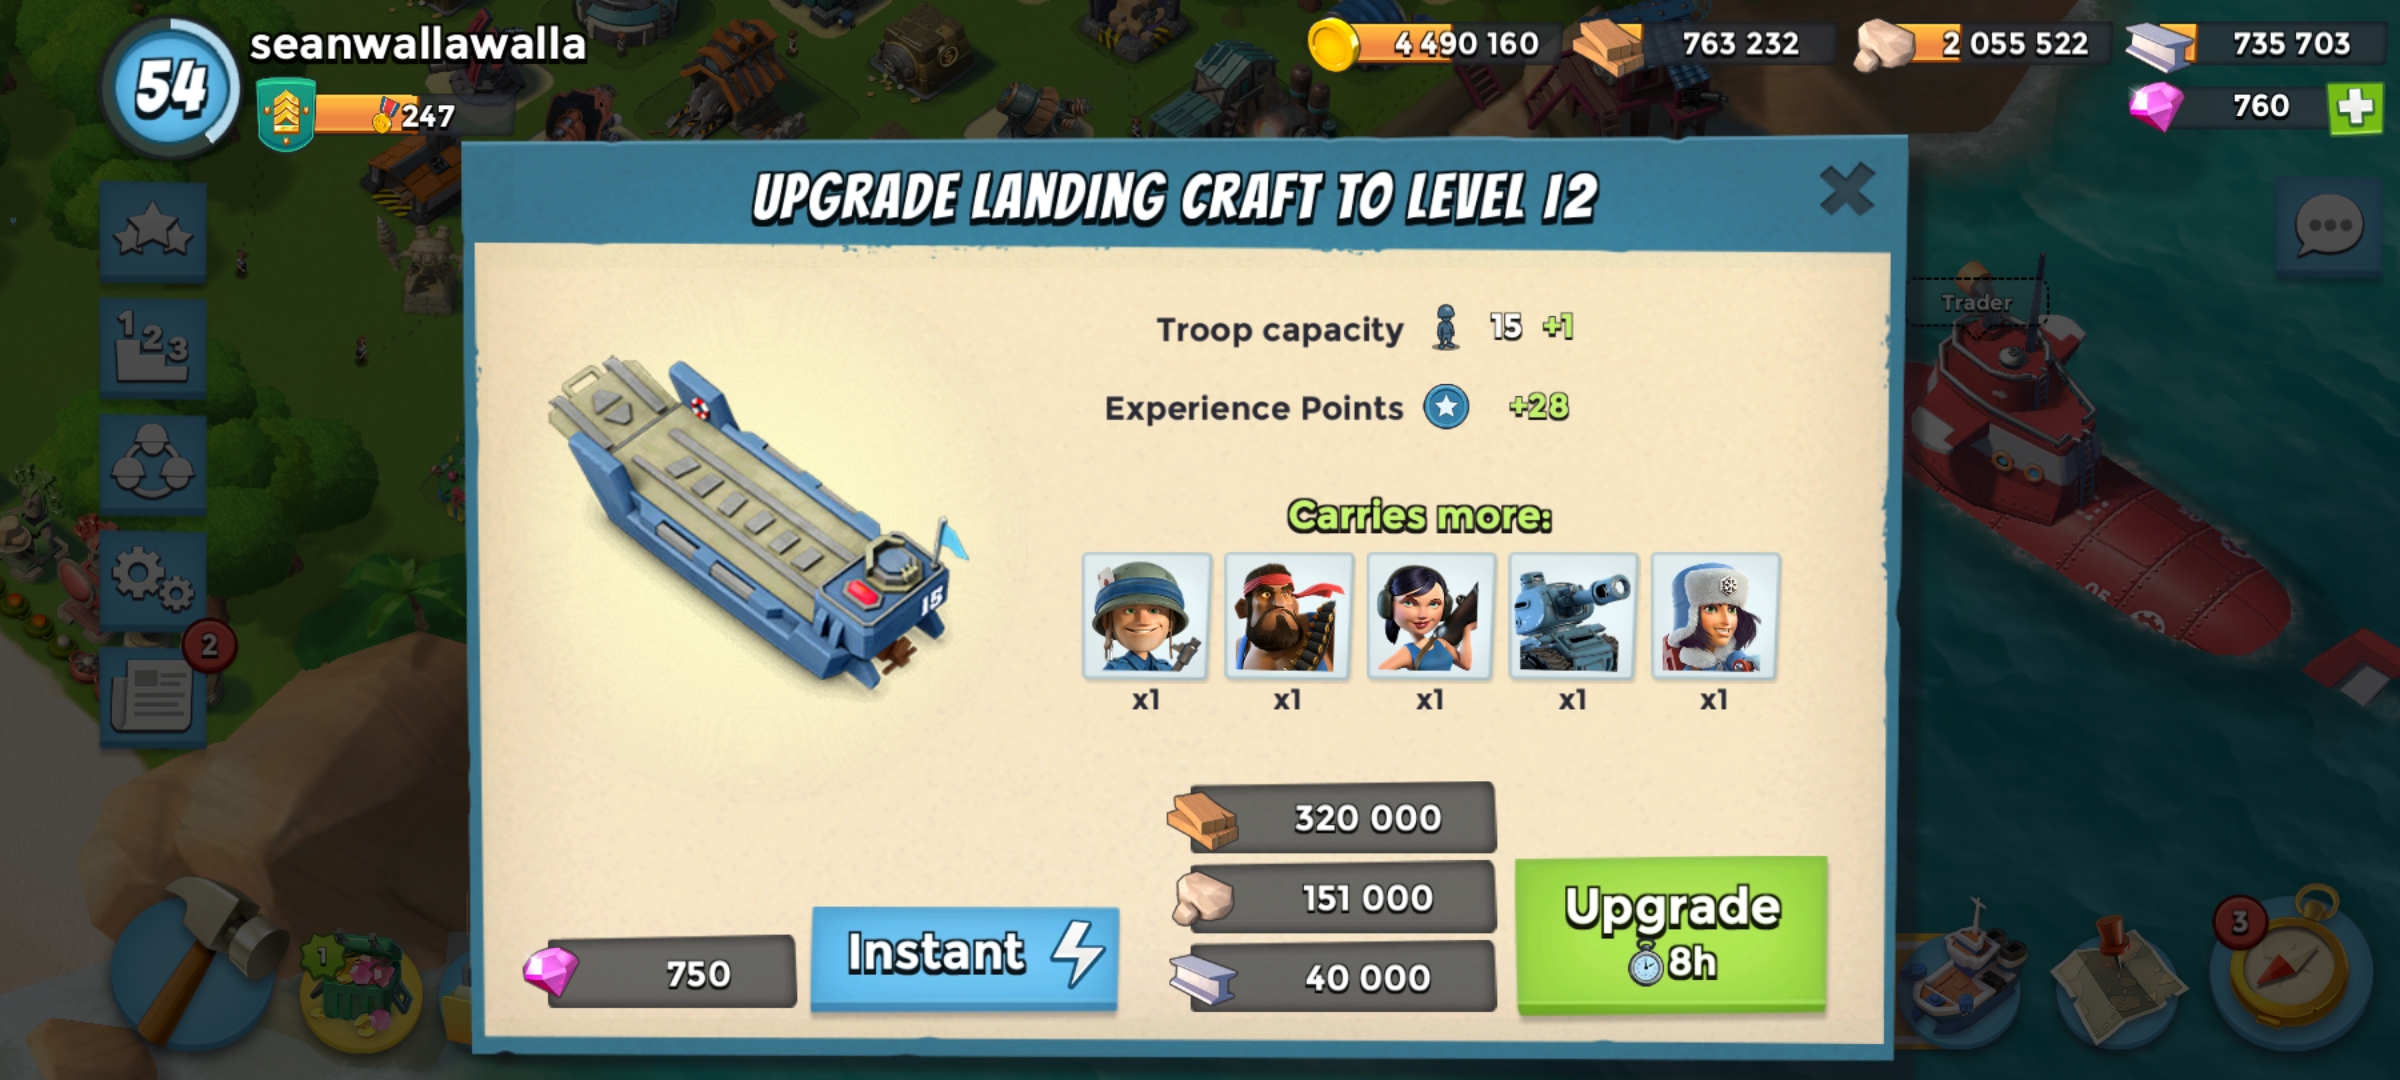 54
seanwallawalla
247
4 490 160
763 232
2 055 522
735 703
760
UPGRADE LANDING CRAFT TO LEVEL 12
Trader
Troop capacity 15 +1
Experience Points +28
123
2
15
05
Carries more:
x1 x1 x1 x1 x1
320 000
151 000
40 000
750
Instant
Upgrade
8h
1
3